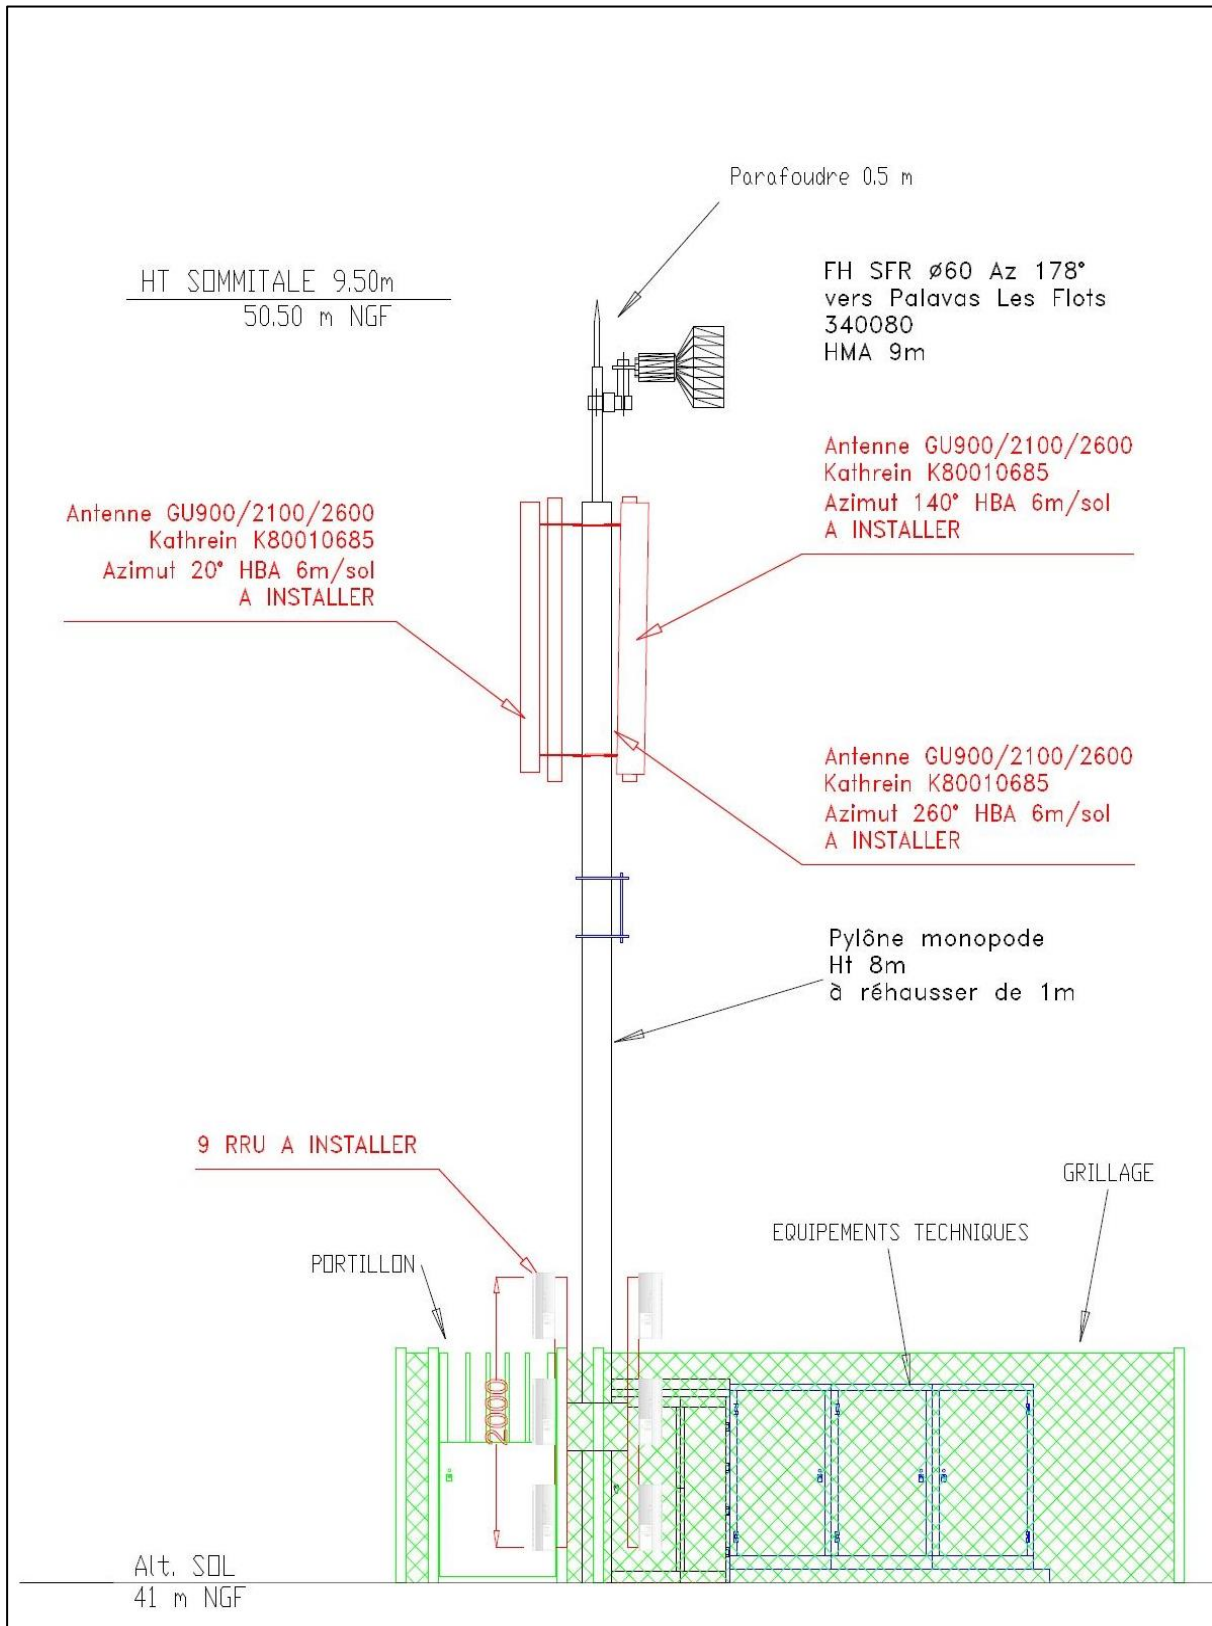 Parafoudre 0.5 m
HT SOMMITALE 9.50m
50.50 m NGF
FH SFR ø60 Az 178°
vers Palavas Les Flots
340080
HMA 9m
Antenne GU900/2100/2600
Kathrein K80010685
Azimut 140° HBA 6m/sol
A INSTALLER
Antenne GU900/2100/2600
Kathrein K80010685
Azimut 20° HBA 6m/sol
A INSTALLER
Antenne GU900/2100/2600
Kathrein K80010685
Azimut 260° HBA 6m/sol
A INSTALLER
Pylône monopode
Ht 8m
à réhausser de 1m
9 RRU A INSTALLER
GRILLAGE
EQUIPEMENTS TECHNIQUES
PORTILLON
2000
Alt. SOL
41 m NGF